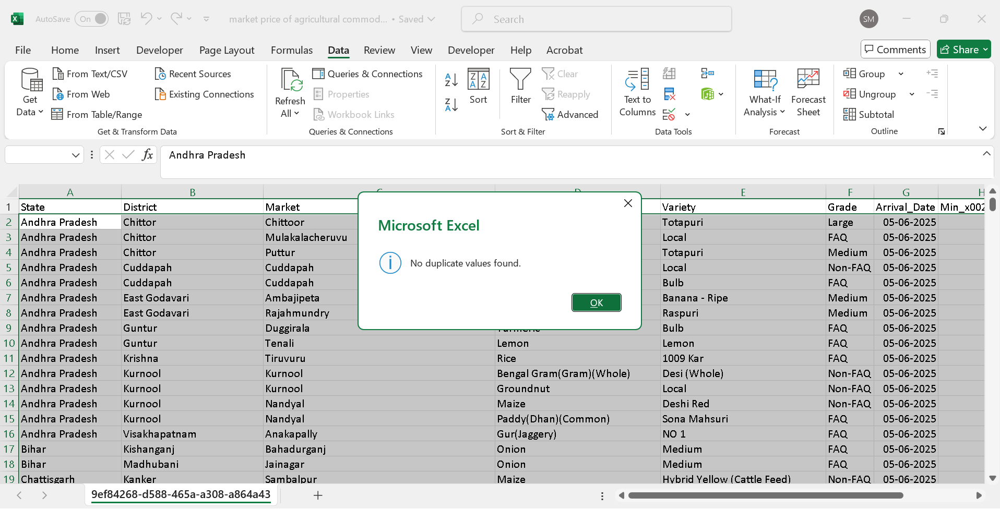 AutoSave On market price of agricultural commod... • Saved Search SM
File Home Insert Developer Page Layout Formulas Data Review View Developer Help Acrobat Comments Share
Get Data
From Text/CSV
From Web
From Table/Range
Recent Sources
Existing Connections
Get & Transform Data
Refresh All
Queries & Connections
Properties
Workbook Links
Queries & Connections
Sort
Filter
Clear
Reapply
Advanced
Sort & Filter
Text to Columns
Data Tools
What-If Analysis
Forecast Sheet
Forecast
Group
Ungroup
Subtotal
Outline
fx Andhra Pradesh
A B E F G H
1 State District Market Variety Grade Arrival_Date Min_x002
2 Andhra Pradesh Chittor Chittoor Totapuri Large 05-06-2025
3 Andhra Pradesh Chittor Mulakalacheruvu Local FAQ 05-06-2025
4 Andhra Pradesh Chittor Puttur Totapuri Medium 05-06-2025
5 Andhra Pradesh Cuddapah Cuddapah Local Non-FAQ 05-06-2025
6 Andhra Pradesh Cuddapah Cuddapah Bulb FAQ 05-06-2025
7 Andhra Pradesh East Godavari Ambajipeta Banana - Ripe Medium 05-06-2025
8 Andhra Pradesh East Godavari Rajahmundry Raspuri Medium 05-06-2025
9 Andhra Pradesh Guntur Duggirala Turmeric Bulb FAQ 05-06-2025
10 Andhra Pradesh Guntur Tenali Lemon Lemon FAQ 05-06-2025
11 Andhra Pradesh Krishna Tiruvuru Rice 1009 Kar FAQ 05-06-2025
12 Andhra Pradesh Kurnool Kurnool Bengal Gram(Gram)(Whole) Desi (Whole) Non-FAQ 05-06-2025
13 Andhra Pradesh Kurnool Kurnool Groundnut Local Non-FAQ 05-06-2025
14 Andhra Pradesh Kurnool Nandyal Maize Deshi Red Non-FAQ 05-06-2025
15 Andhra Pradesh Kurnool Nandyal Paddy(Dhan)(Common) Sona Mahsuri FAQ 05-06-2025
16 Andhra Pradesh Visakhapatnam Anakapally Gur(Jaggery) NO 1 FAQ 05-06-2025
17 Bihar Kishanganj Bahadurganj Onion Medium FAQ 05-06-2025
18 Bihar Madhubani Jainagar Onion Medium FAQ 05-06-2025
19 Chattisgarh Kanker Sambalpur Maize Hybrid Yellow (Cattle Feed) Non-FAQ 05-06-2025
Microsoft Excel
No duplicate values found.
OK
9ef84268-d588-465a-a308-a864a43